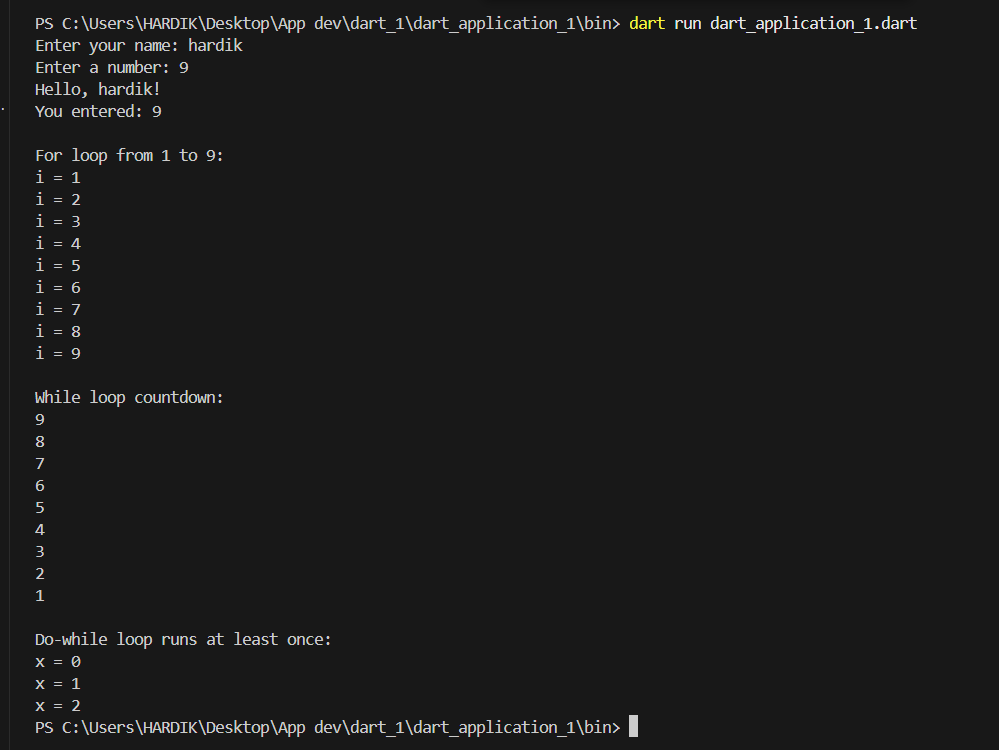 PS C:\Users\HARDIK\Desktop\App dev\dart_1\dart_application_1\bin> dart run dart_application_1.dart
Enter your name: hardik
Enter a number: 9
Hello, hardik!
You entered: 9

For loop from 1 to 9:
i = 1
i = 2
i = 3
i = 4
i = 5
i = 6
i = 7
i = 8
i = 9

While loop countdown:
9
8
7
6
5
4
3
2
1

Do-while loop runs at least once:
x = 0
x = 1
x = 2
PS C:\Users\HARDIK\Desktop\App dev\dart_1\dart_application_1\bin>